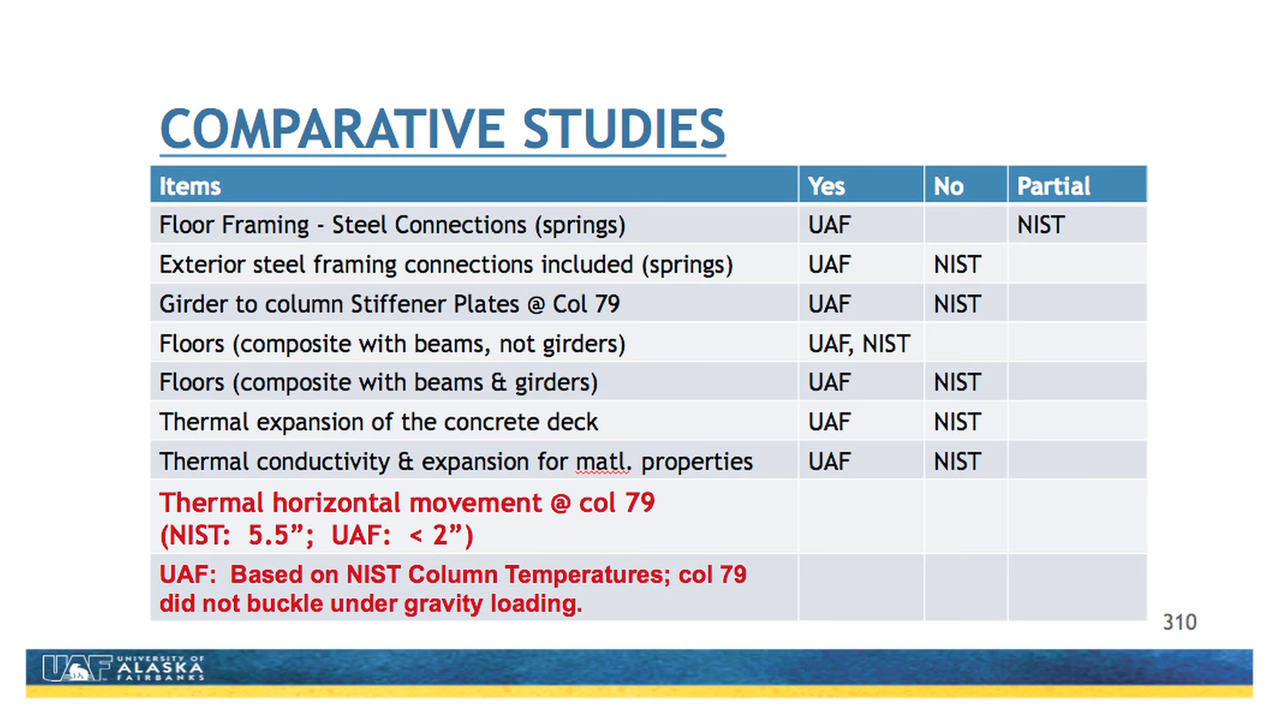 COMPARATIVE STUDIES
Items Yes No Partial
Floor Framing - Steel Connections (springs) UAF NIST
Exterior steel framing connections included (springs) UAF NIST
Girder to column Stiffener Plates @ Col 79 UAF NIST
Floors (composite with beams, not girders) UAF, NIST
Floors (composite with beams & girders) UAF NIST
Thermal expansion of the concrete deck UAF NIST
Thermal conductivity & expansion for matl. properties UAF NIST
Thermal horizontal movement @ col 79
(NIST: 5.5”; UAF: < 2”)
UAF: Based on NIST Column Temperatures; col 79
did not buckle under gravity loading.
310
UAF UNIVERSITY OF
ALASKA
FAIRBANKS